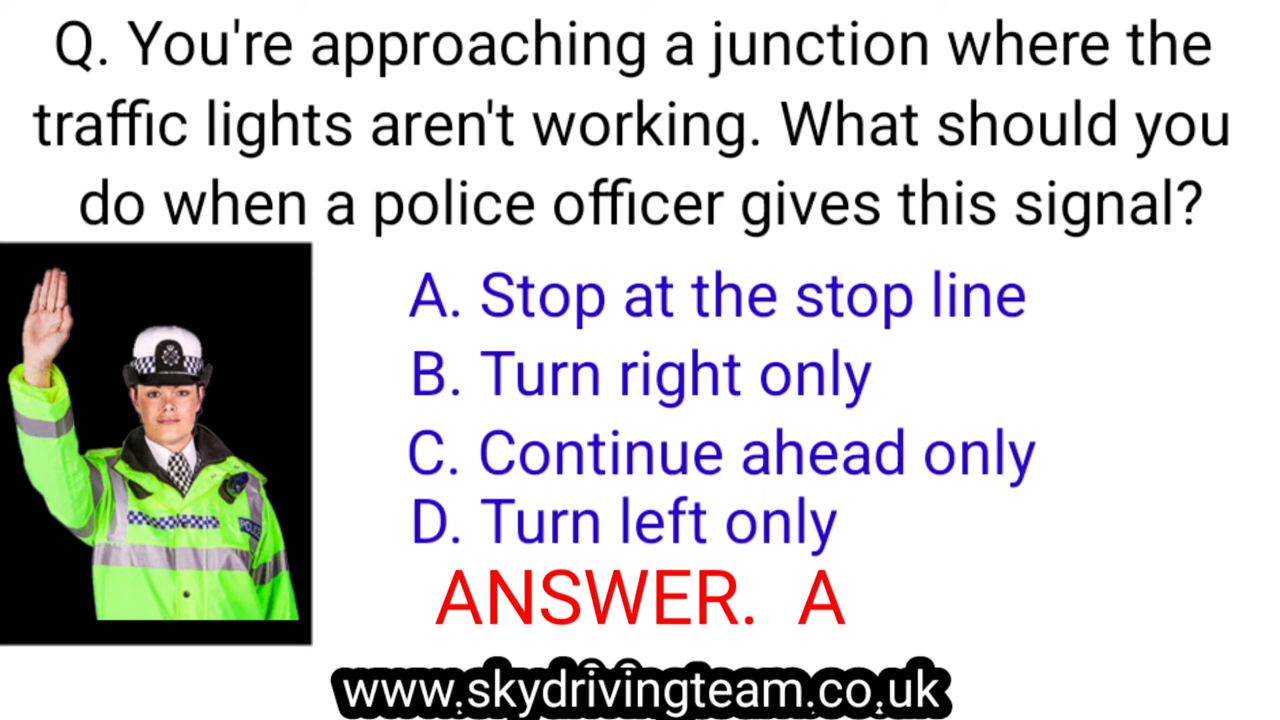 Q. You're approaching a junction where the
traffic lights aren't working. What should you
do when a police officer gives this signal?
A. Stop at the stop line
B. Turn right only
C. Continue ahead only
D. Turn left only
ANSWER. A
POLICE
www.skydrivingteam.co.uk